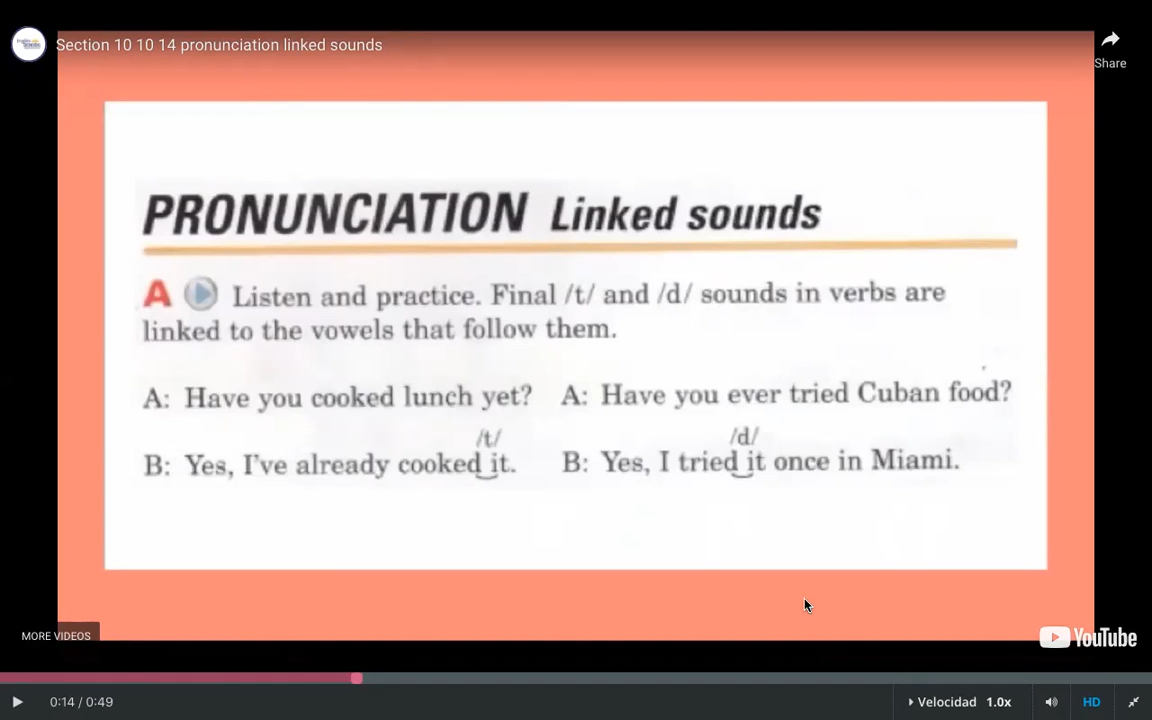 Section 10 10 14 pronunciation linked sounds
Share
PRONUNCIATION Linked sounds
A Listen and practice. Final /t/ and /d/ sounds in verbs are
linked to the vowels that follow them.
A: Have you cooked lunch yet?
/t/
B: Yes, I've already cooked it.
A: Have you ever tried Cuban food?
/d/
B: Yes, I tried it once in Miami.
MORE VIDEOS
YouTube
0:14 / 0:49
Velocidad 1.0x
HD